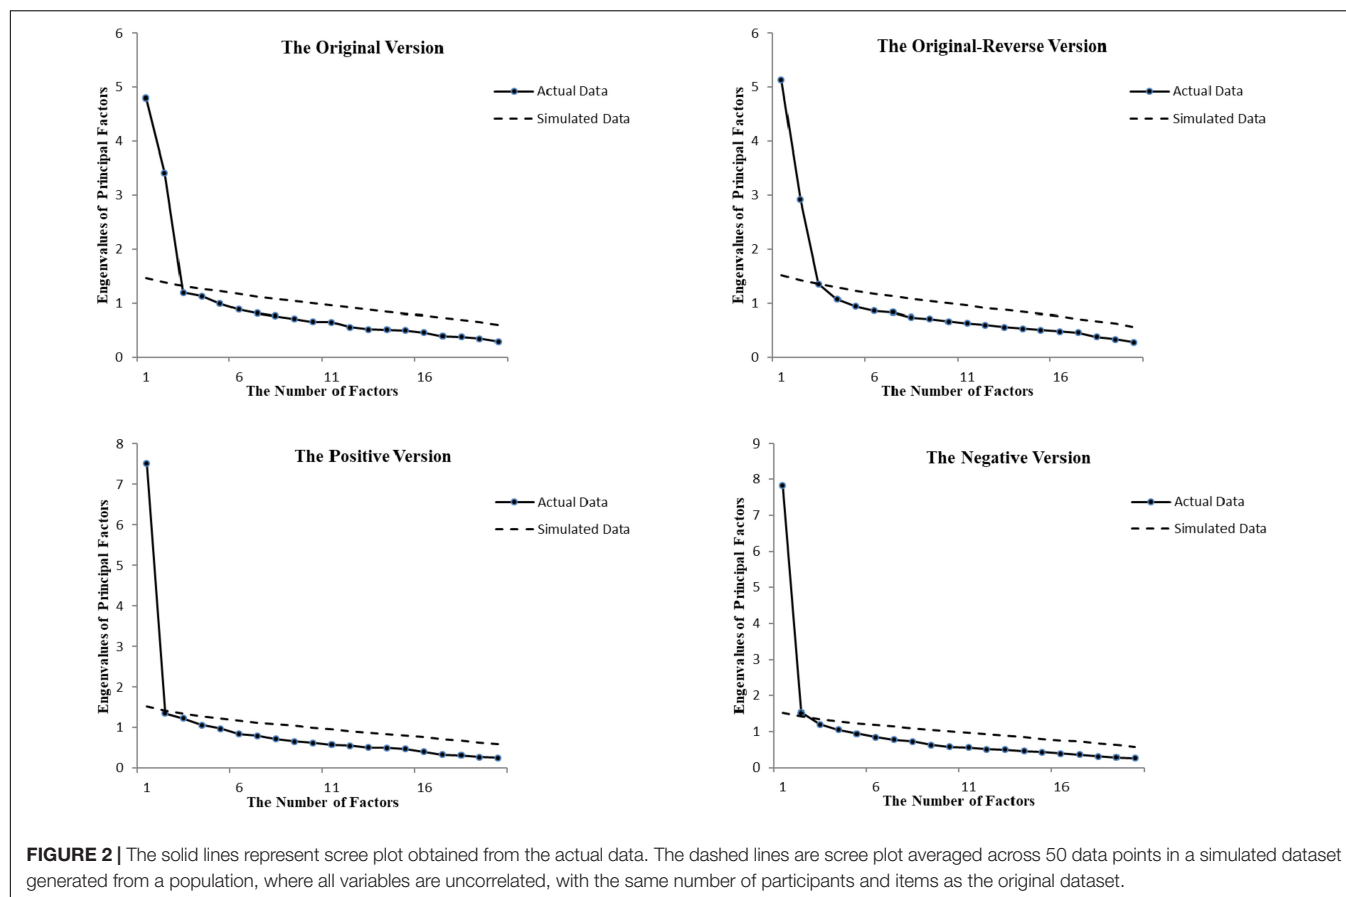 The Original Version
Engenvalues of Principal Factors
6
5
4
3
2
1
0
Actual Data
Simulated Data
1 6 11 16
The Number of Factors
The Original-Reverse Version
Engenvalues of Principal Factors
6
5
4
3
2
1
0
Actual Data
Simulated Data
1 6 11 16
The Number of Factors
The Positive Version
Engenvalues of Principal Factors
8
7
6
5
4
3
2
1
0
Actual Data
Simulated Data
1 6 11 16
The Number of Factors
The Negative Version
Engenvalues of Principal Factors
9
8
7
6
5
4
3
2
1
0
Actual Data
Simulated Data
1 6 11 16
The Number of Factors
FIGURE 2 | The solid lines represent scree plot obtained from the actual data. The dashed lines are scree plot averaged across 50 data points in a simulated dataset
generated from a population, where all variables are uncorrelated, with the same number of participants and items as the original dataset.